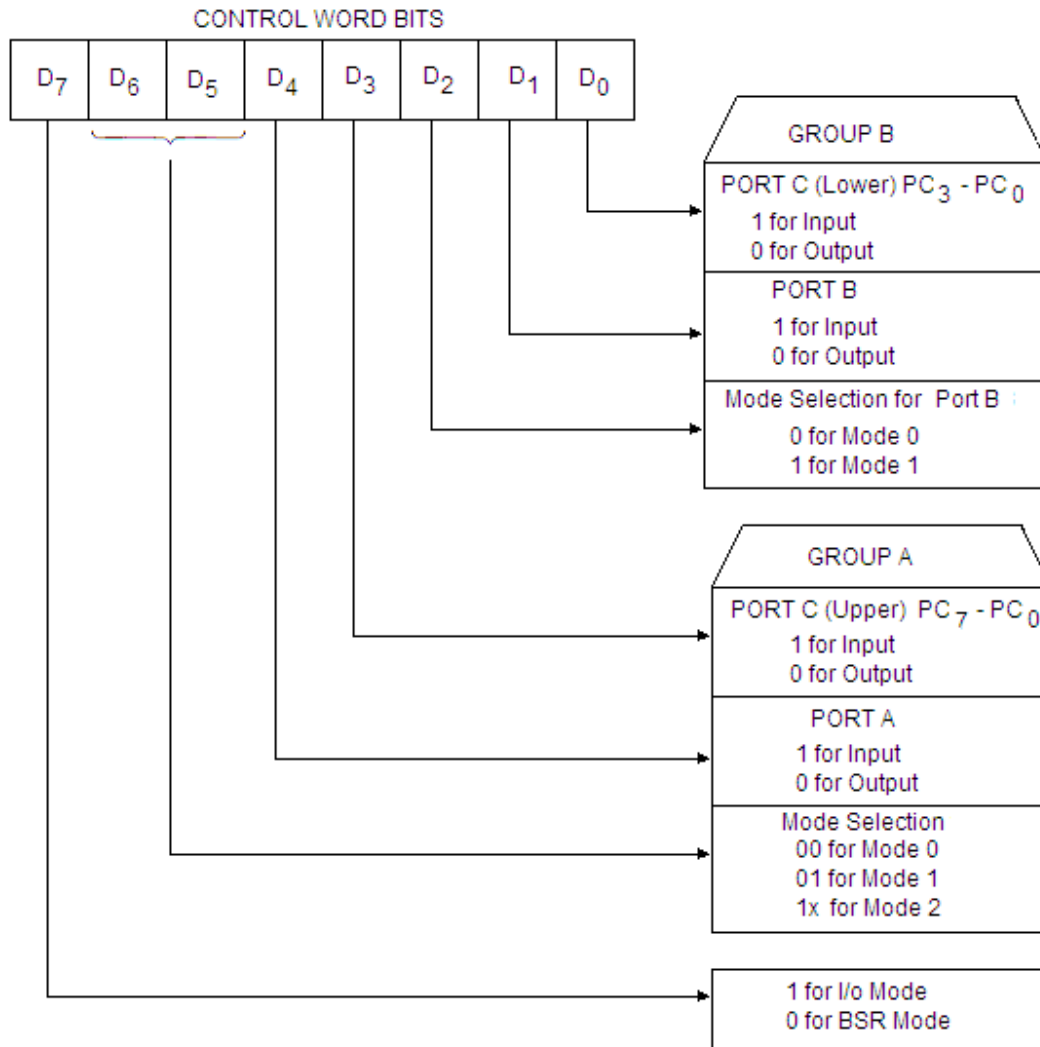 CONTROL WORD BITS
D7 D6 D5 D4 D3 D2 D1 D0
GROUP B
PORT C (Lower) PC3 - PC0
1 for Input
0 for Output
PORT B
1 for Input
0 for Output
Mode Selection for Port B :
0 for Mode 0
1 for Mode 1
GROUP A
PORT C (Upper) PC7 - PC0
1 for Input
0 for Output
PORT A
1 for Input
0 for Output
Mode Selection
00 for Mode 0
01 for Mode 1
1x for Mode 2
1 for I/o Mode
0 for BSR Mode